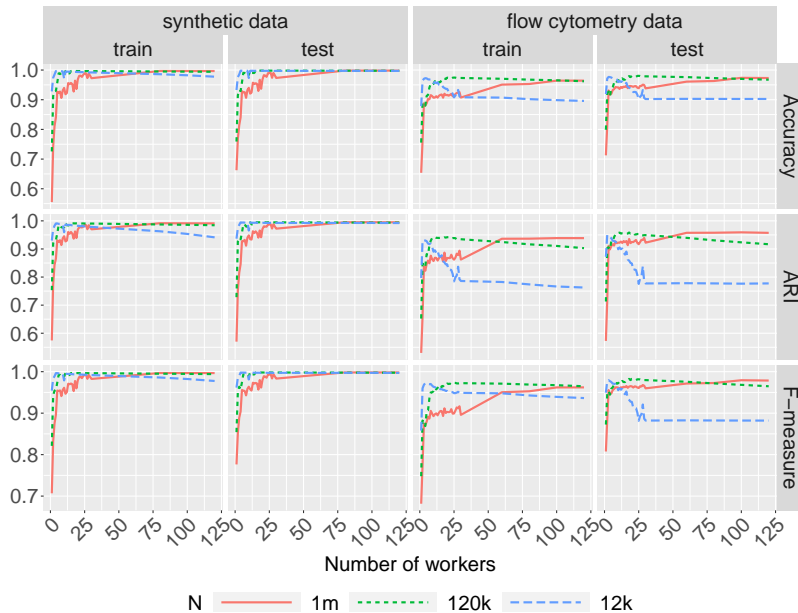 synthetic data
flow cytometry data
train
test
train
test
1.0
0.9
0.8
0.7
0.6
Accuracy
1.0
0.9
0.8
0.7
0.6
ARI
1.0
0.9
0.8
0.7
F−measure
0
25
50
75
100
125
0
25
50
75
100
125
0
25
50
75
100
125
0
25
50
75
100
125
Number of workers
N
1m
120k
12k